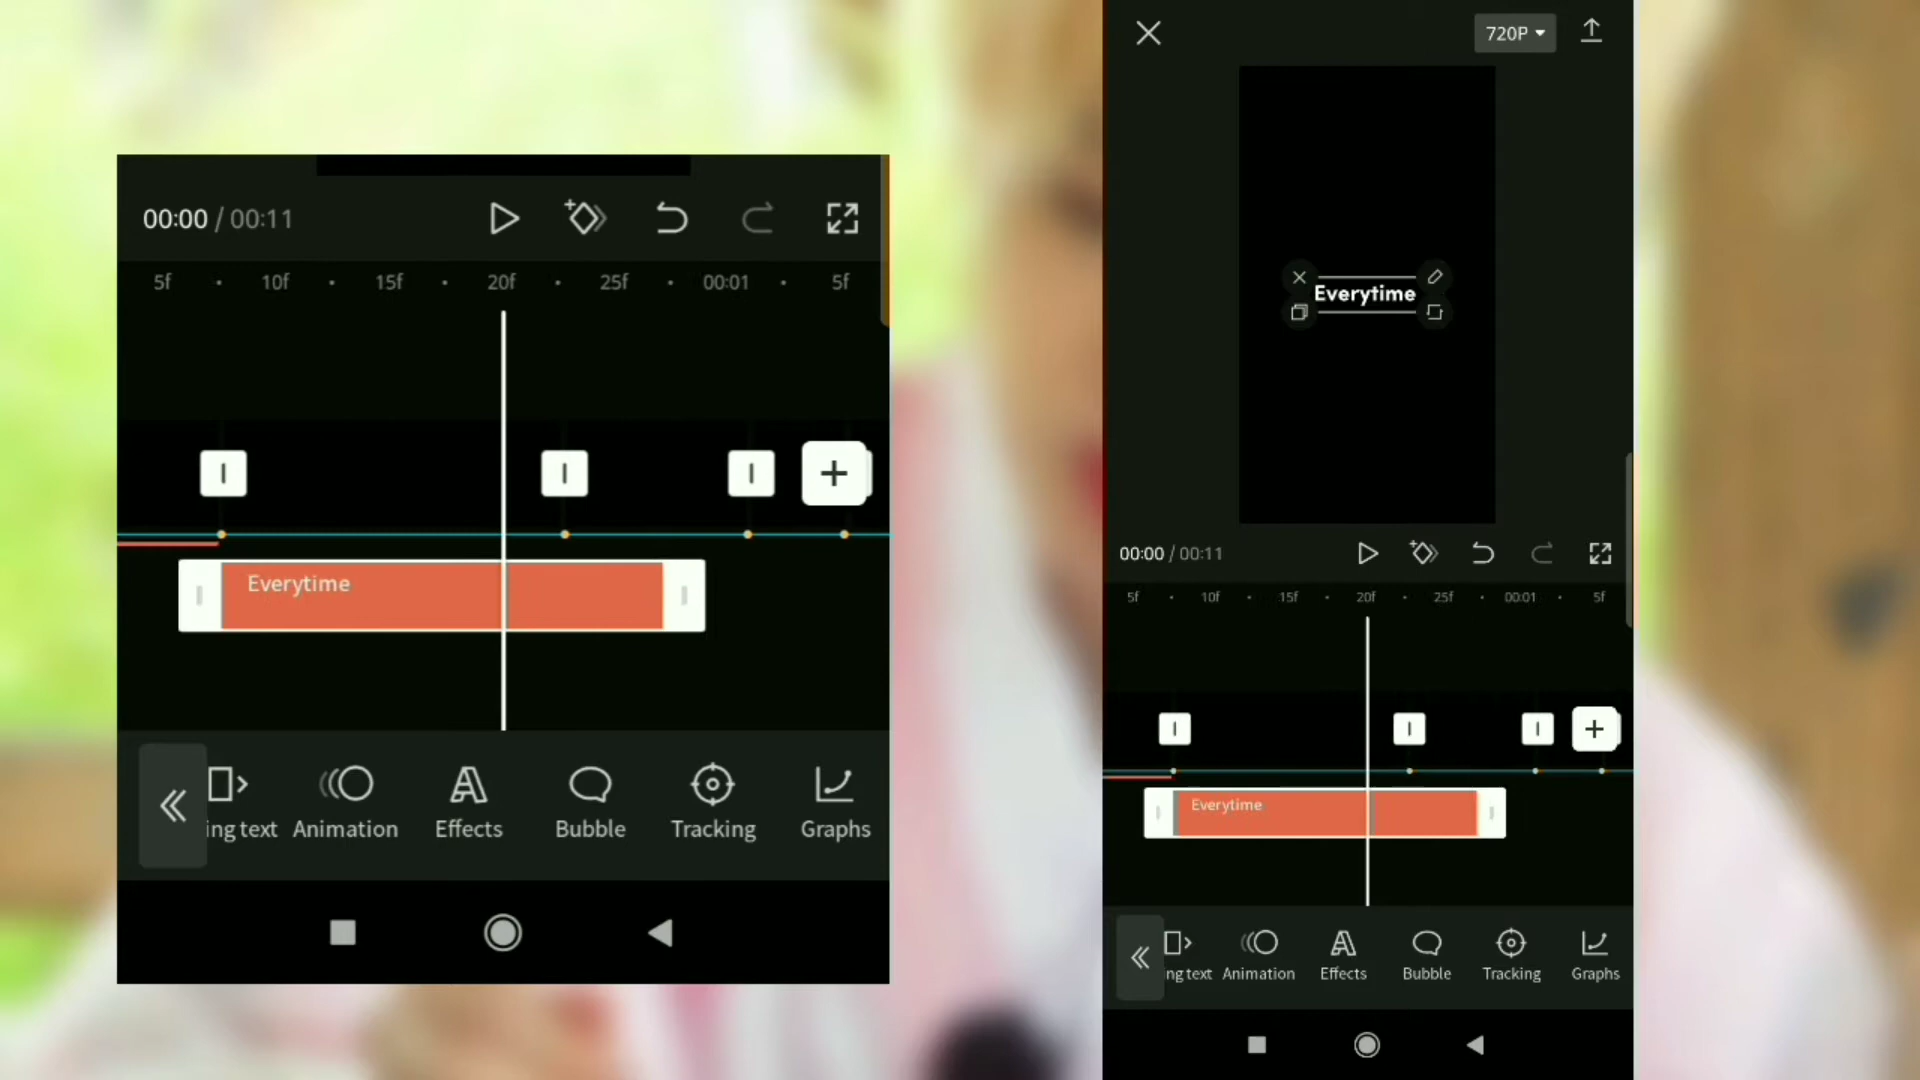 00:00 / 00:11
5f 10f 15f 20f 25f 00:01 5f
Everytime
ing text Animation Effects Bubble Tracking Graphs
720P
Everytime
00:00 / 00:11
5f 10f 15f 20f 25f 00:01 5f
Everytime
ng text Animation Effects Bubble Tracking Graphs